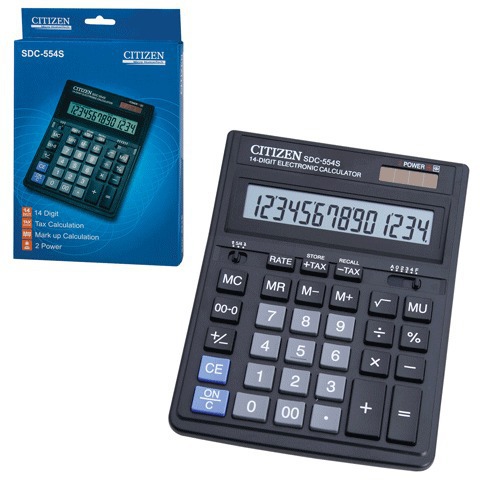 CITIZEN
SDC-554S
CITIZEN
12345678901234
14 Digit
Tax Calculation
Mark up Calculation
2 Power
CITIZEN SDC-554S
14-DIGIT ELECTRONIC CALCULATOR
POWER
12345678901234.
RATE STORE +TAX RECALL -TAX
MC MR M- M+ √ MU
00→0 7 8 9 ÷ %
+/- 4 5 6 × −
CE 1 2 3 + =
ON/C 0 00 •